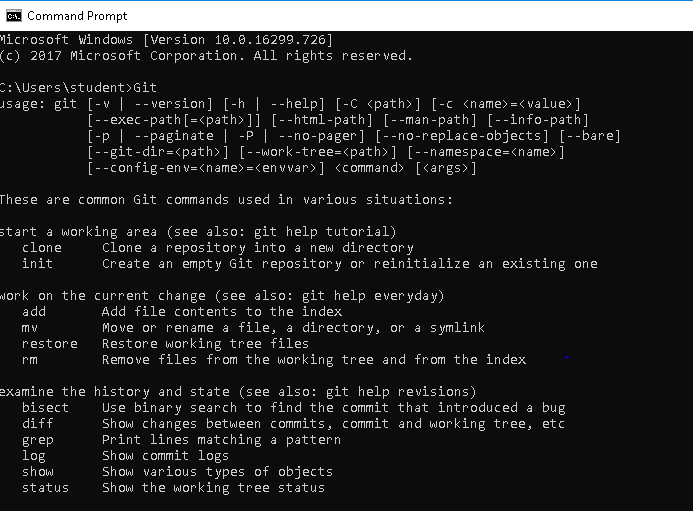 Command Prompt
Microsoft Windows [Version 10.0.16299.726]
(c) 2017 Microsoft Corporation. All rights reserved.
C:\Users\student>Git
usage: git [-v | --version] [-h | --help] [-C <path>] [-c <name>=<value>]
[--exec-path[=<path>]] [--html-path] [--man-path] [--info-path]
[-p | --paginate | -P | --no-pager] [--no-replace-objects] [--bare]
[--git-dir=<path>] [--work-tree=<path>] [--namespace=<name>]
[--config-env=<name>=<envvar>] <command> [<args>]
These are common Git commands used in various situations:
start a working area (see also: git help tutorial)
clone Clone a repository into a new directory
init Create an empty Git repository or reinitialize an existing one
work on the current change (see also: git help everyday)
add Add file contents to the index
mv Move or rename a file, a directory, or a symlink
restore Restore working tree files
rm Remove files from the working tree and from the index
examine the history and state (see also: git help revisions)
bisect Use binary search to find the commit that introduced a bug
diff Show changes between commits, commit and working tree, etc
grep Print lines matching a pattern
log Show commit logs
show Show various types of objects
status Show the working tree status